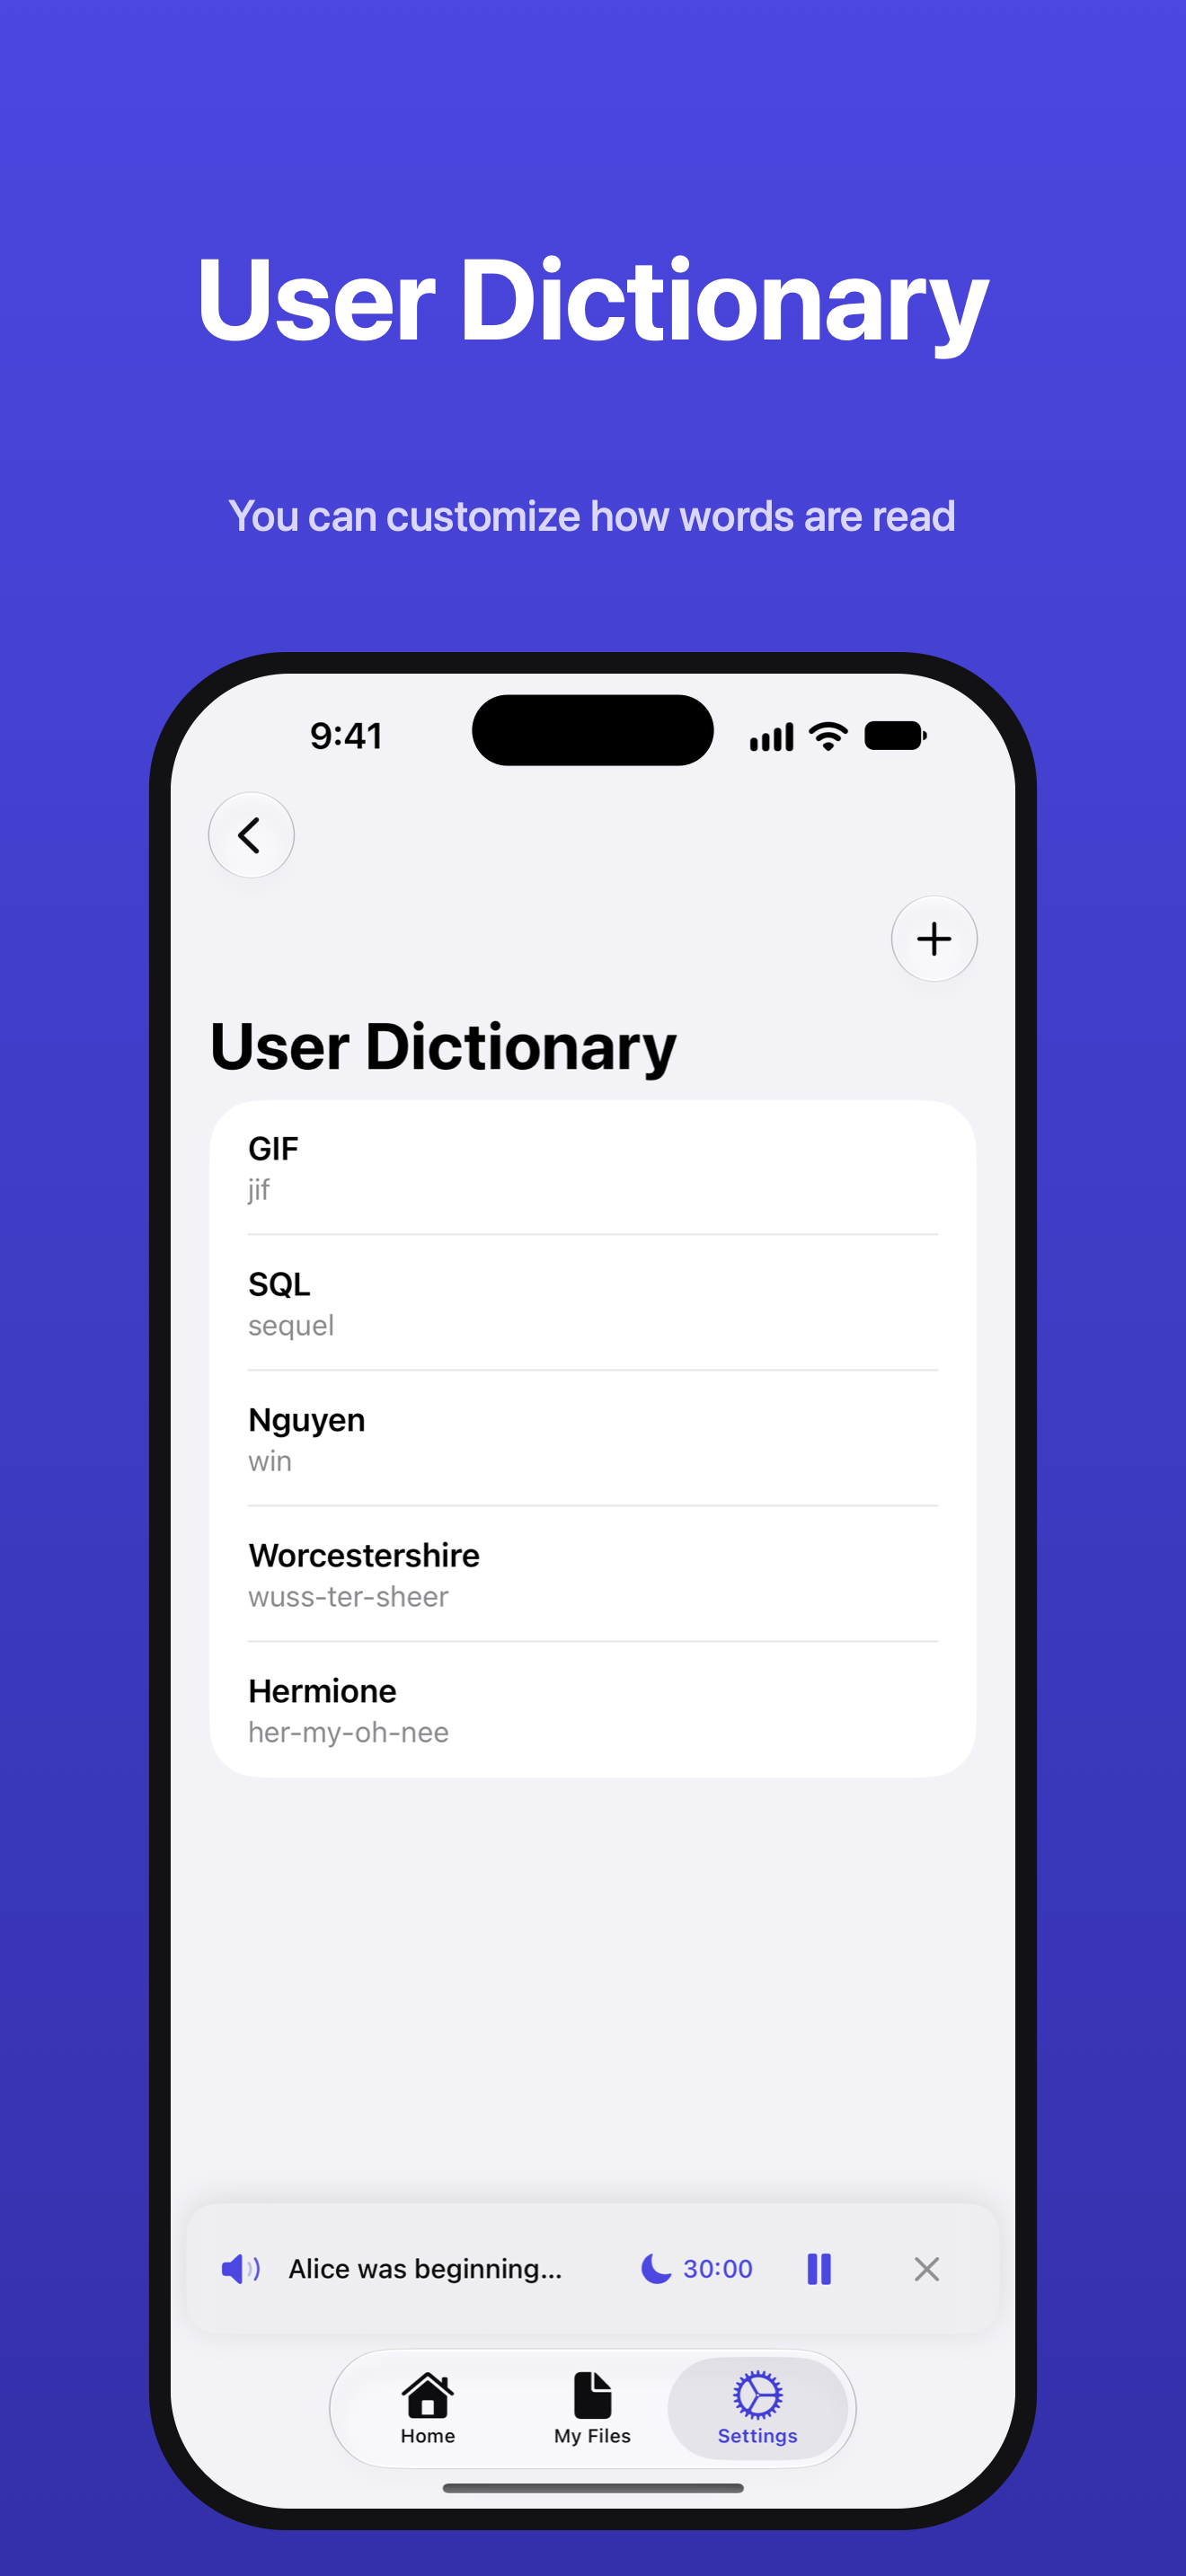 User Dictionary
You can customize how words are read
9:41
User Dictionary
GIF
jif
SQL
sequel
Nguyen
win
Worcestershire
wuss-ter-sheer
Hermione
her-my-oh-nee
Alice was beginning... 30:00
Home My Files Settings